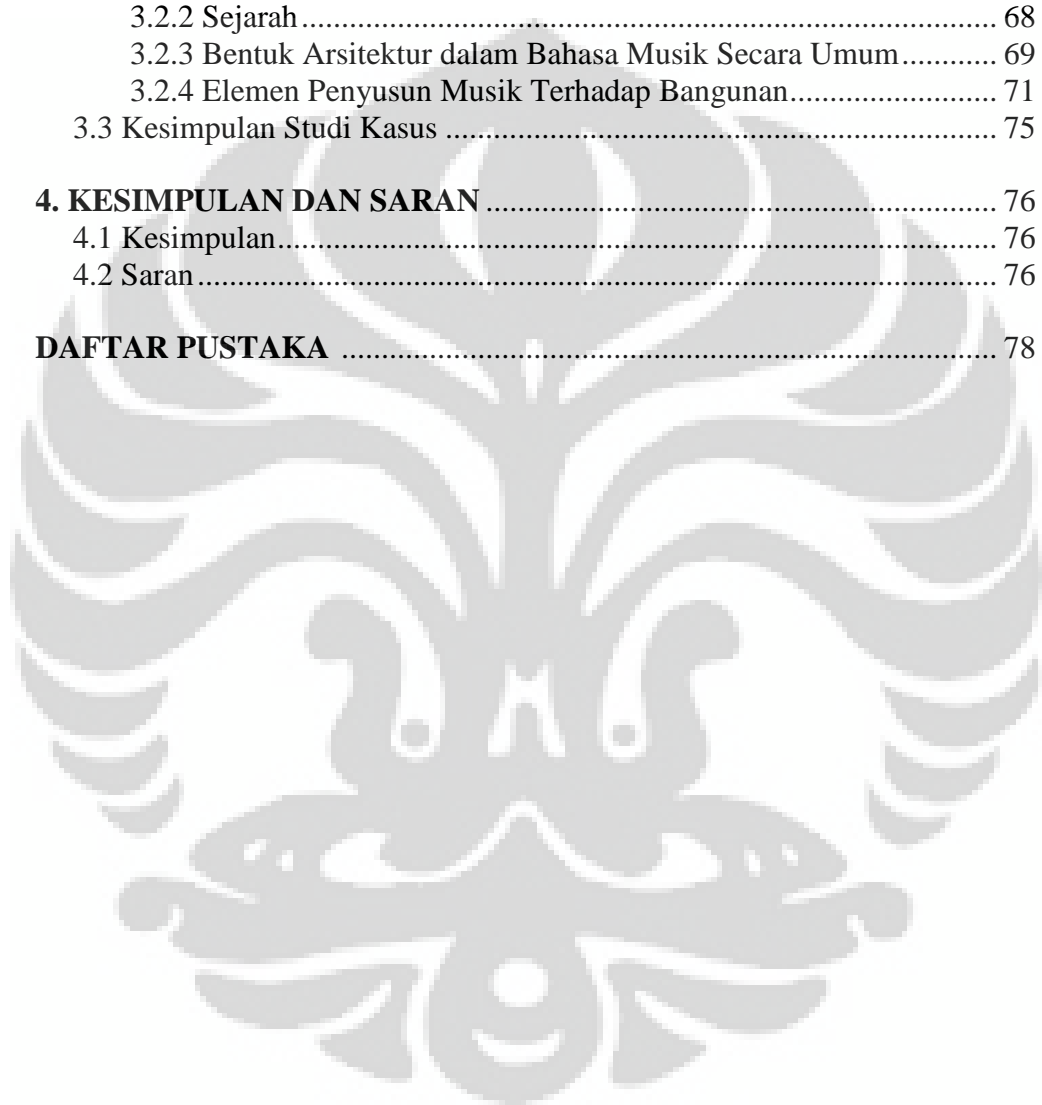 3.2.2 Sejarah ........................................................................................ 68
3.2.3 Bentuk Arsitektur dalam Bahasa Musik Secara Umum ............ 69
3.2.4 Elemen Penyusun Musik Terhadap Bangunan .......................... 71
3.3 Kesimpulan Studi Kasus ...................................................................... 75
4. KESIMPULAN DAN SARAN ................................................................. 76
4.1 Kesimpulan ........................................................................................... 76
4.2 Saran ..................................................................................................... 76
DAFTAR PUSTAKA ................................................................................... 78